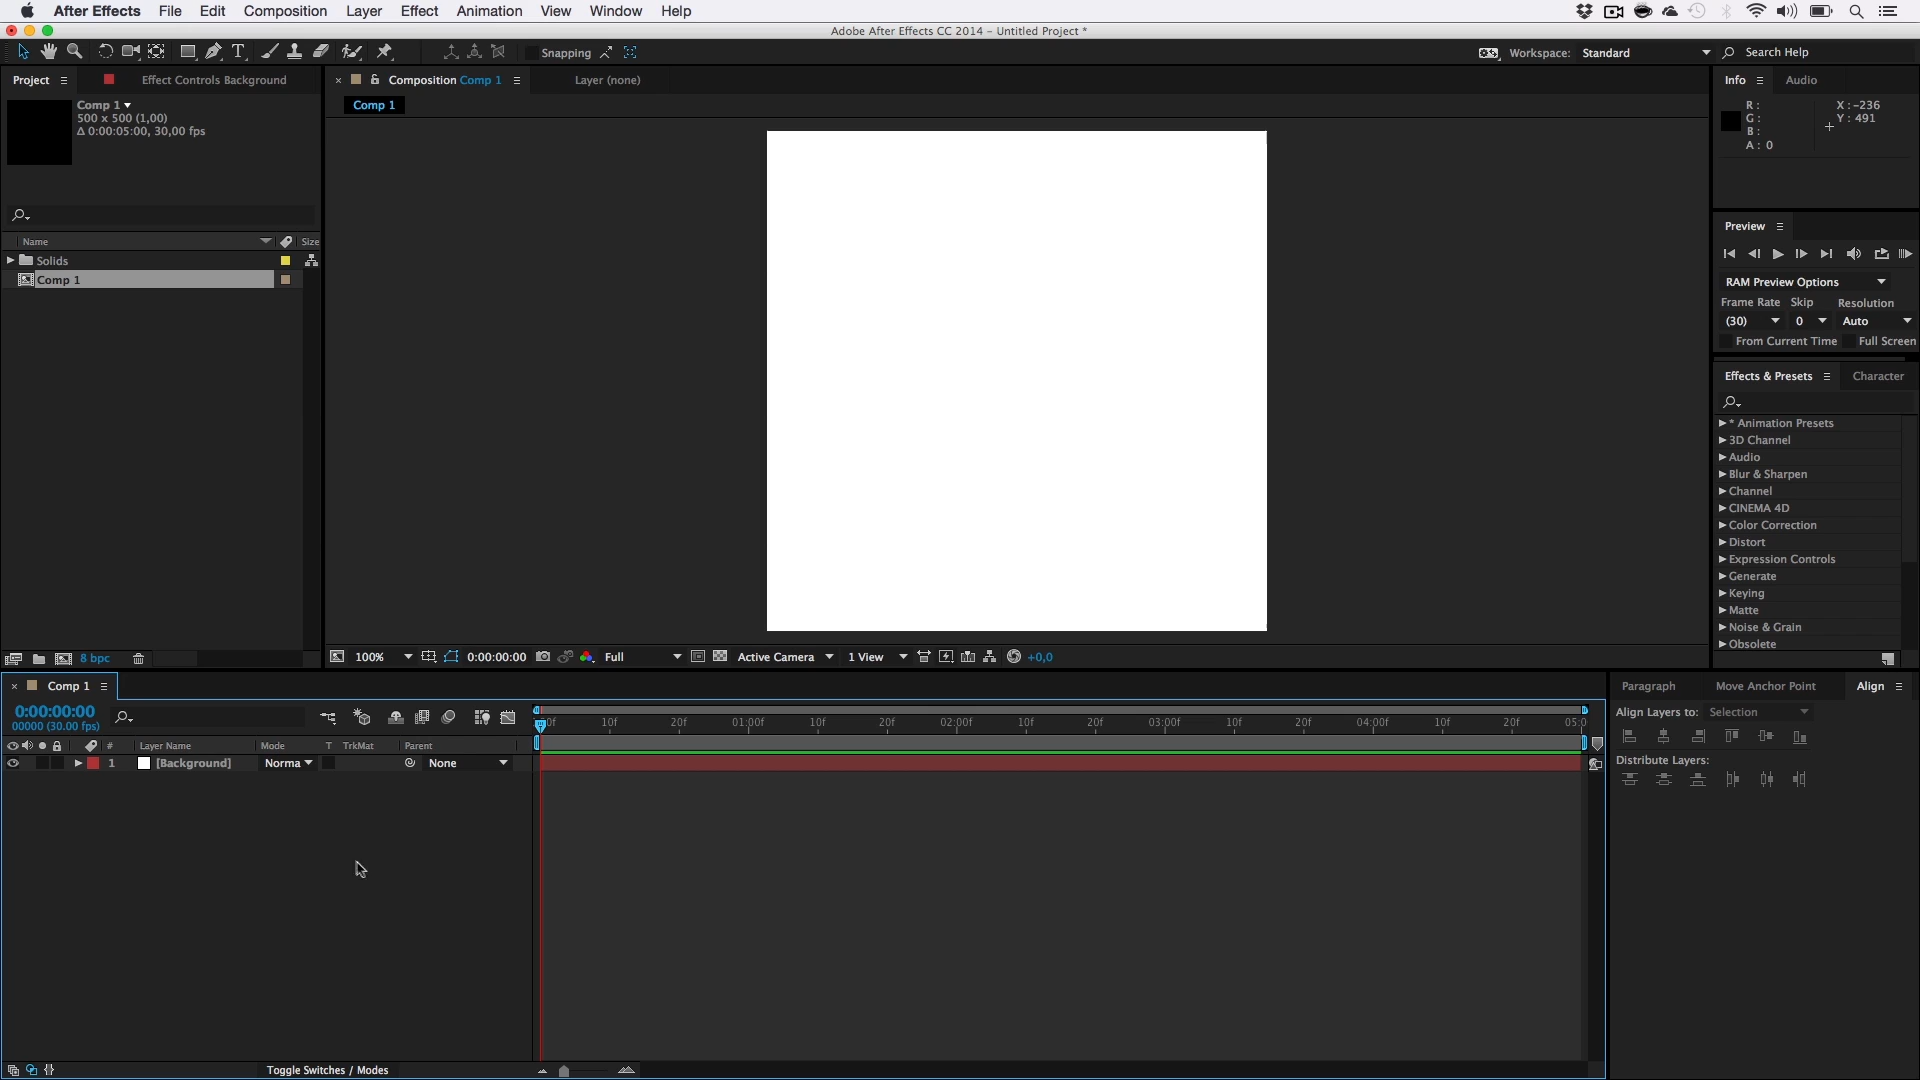 After Effects File Edit Composition Layer Effect Animation View Window Help
Adobe After Effects CC 2014 – Untitled Project *
Snapping
Workspace: Standard
Search Help
Project
Effect Controls Background
Composition Comp 1
Layer (none)
Info
Audio
Comp 1
500 x 500 (1,00)
Δ 0:00:05:00, 30,00 fps
Comp 1
R :
G :
B :
A : 0
X : -236
Y : 491
Preview
Name
Size
Solids
Comp 1
RAM Preview Options
Frame Rate Skip Resolution
(30) 0 Auto
From Current Time Full Screen
Effects & Presets
Character
* Animation Presets
3D Channel
Audio
Blur & Sharpen
Channel
CINEMA 4D
Color Correction
Distort
Expression Controls
Generate
Keying
Matte
Noise & Grain
Obsolete
8 bpc
100%
0:00:00:00
Full
Active Camera
1 View
+0,0
Comp 1
0:00:00:00
00000 (30.00 fps)
0f 10f 20f 01:00f 10f 20f 02:00f 10f 20f 03:00f 10f 20f 04:00f 10f 20f 05:0
# Layer Name Mode T TrkMat Parent
1 [Background] Norma None
Toggle Switches / Modes
Paragraph
Move Anchor Point
Align
Align Layers to: Selection
Distribute Layers: